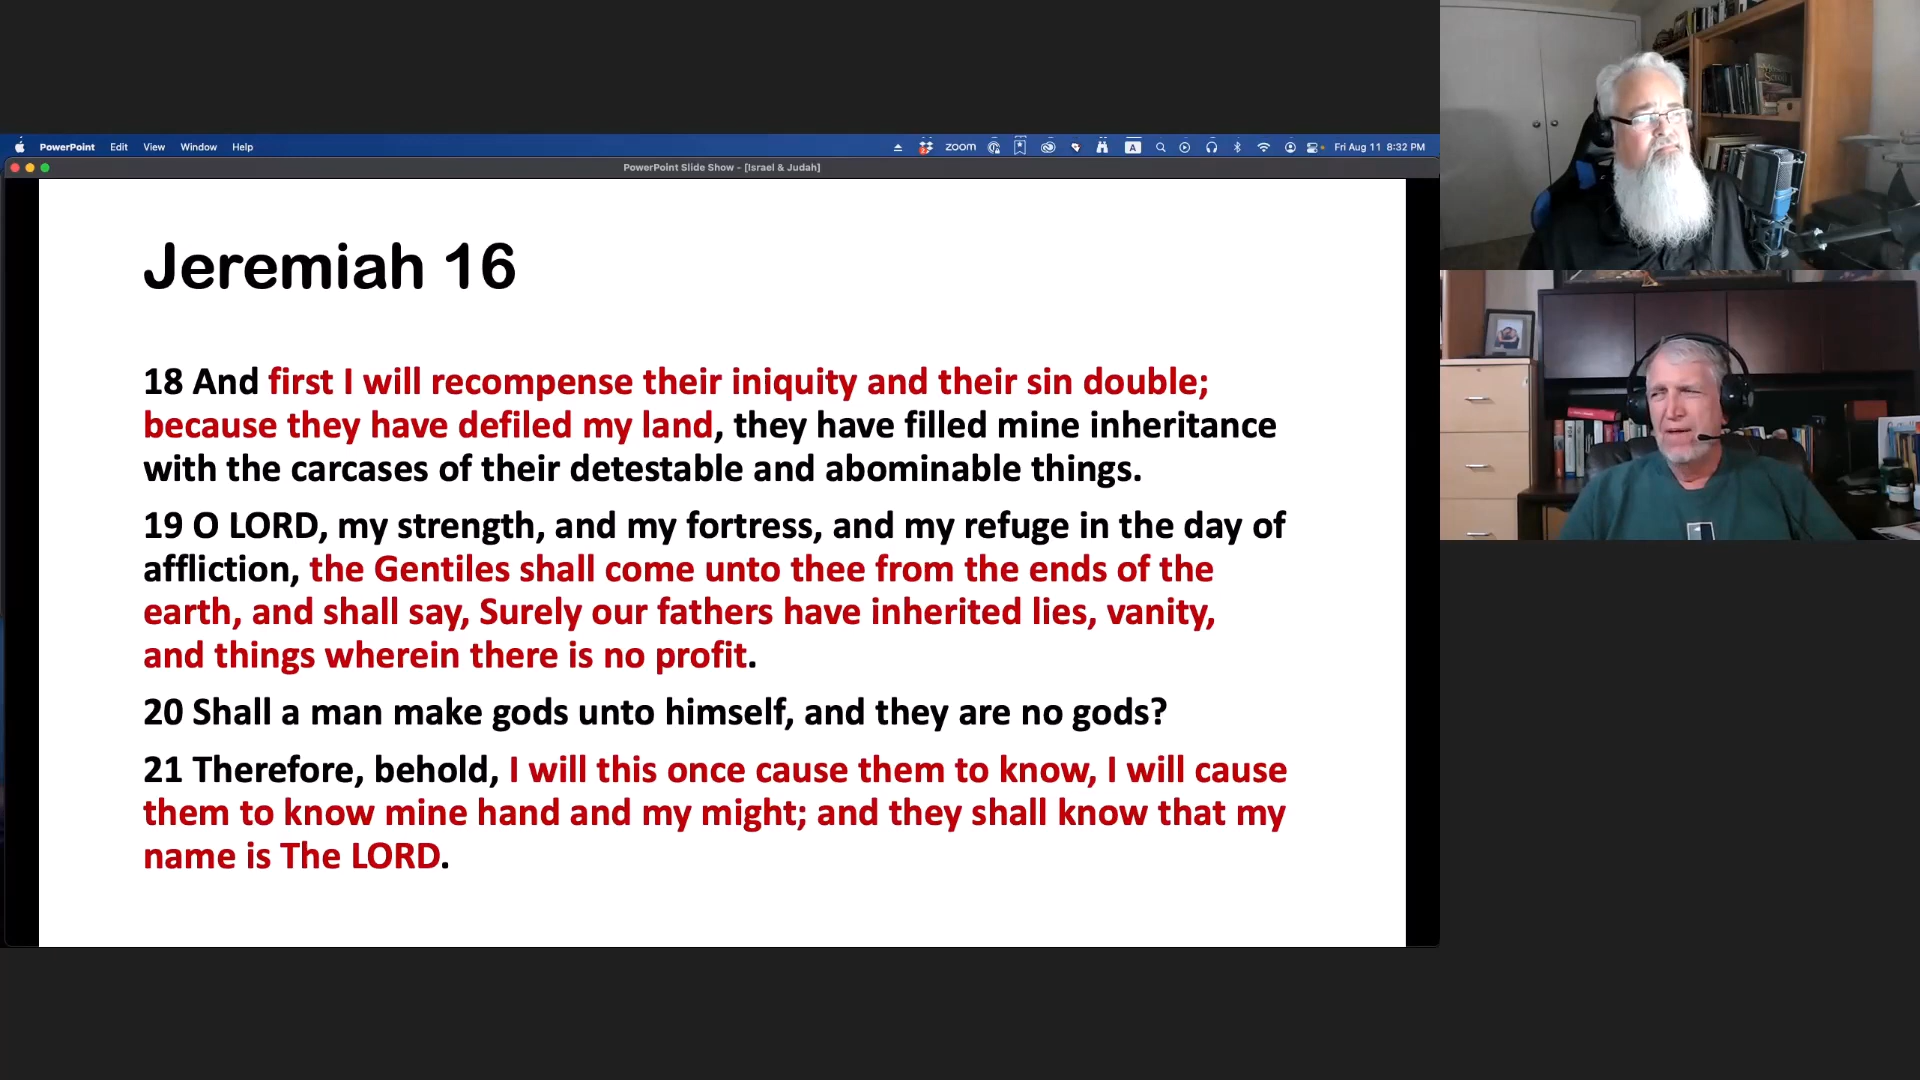 PowerPoint Edit View Window Help
zoom A Fri Aug 11 8:32 PM
PowerPoint Slide Show - [Israel & Judah]
Jeremiah 16
18 And first I will recompense their iniquity and their sin double;
because they have defiled my land, they have filled mine inheritance
with the carcases of their detestable and abominable things.
19 O LORD, my strength, and my fortress, and my refuge in the day of
affliction, the Gentiles shall come unto thee from the ends of the
earth, and shall say, Surely our fathers have inherited lies, vanity,
and things wherein there is no profit.
20 Shall a man make gods unto himself, and they are no gods?
21 Therefore, behold, I will this once cause them to know, I will cause
them to know mine hand and my might; and they shall know that my
name is The LORD.